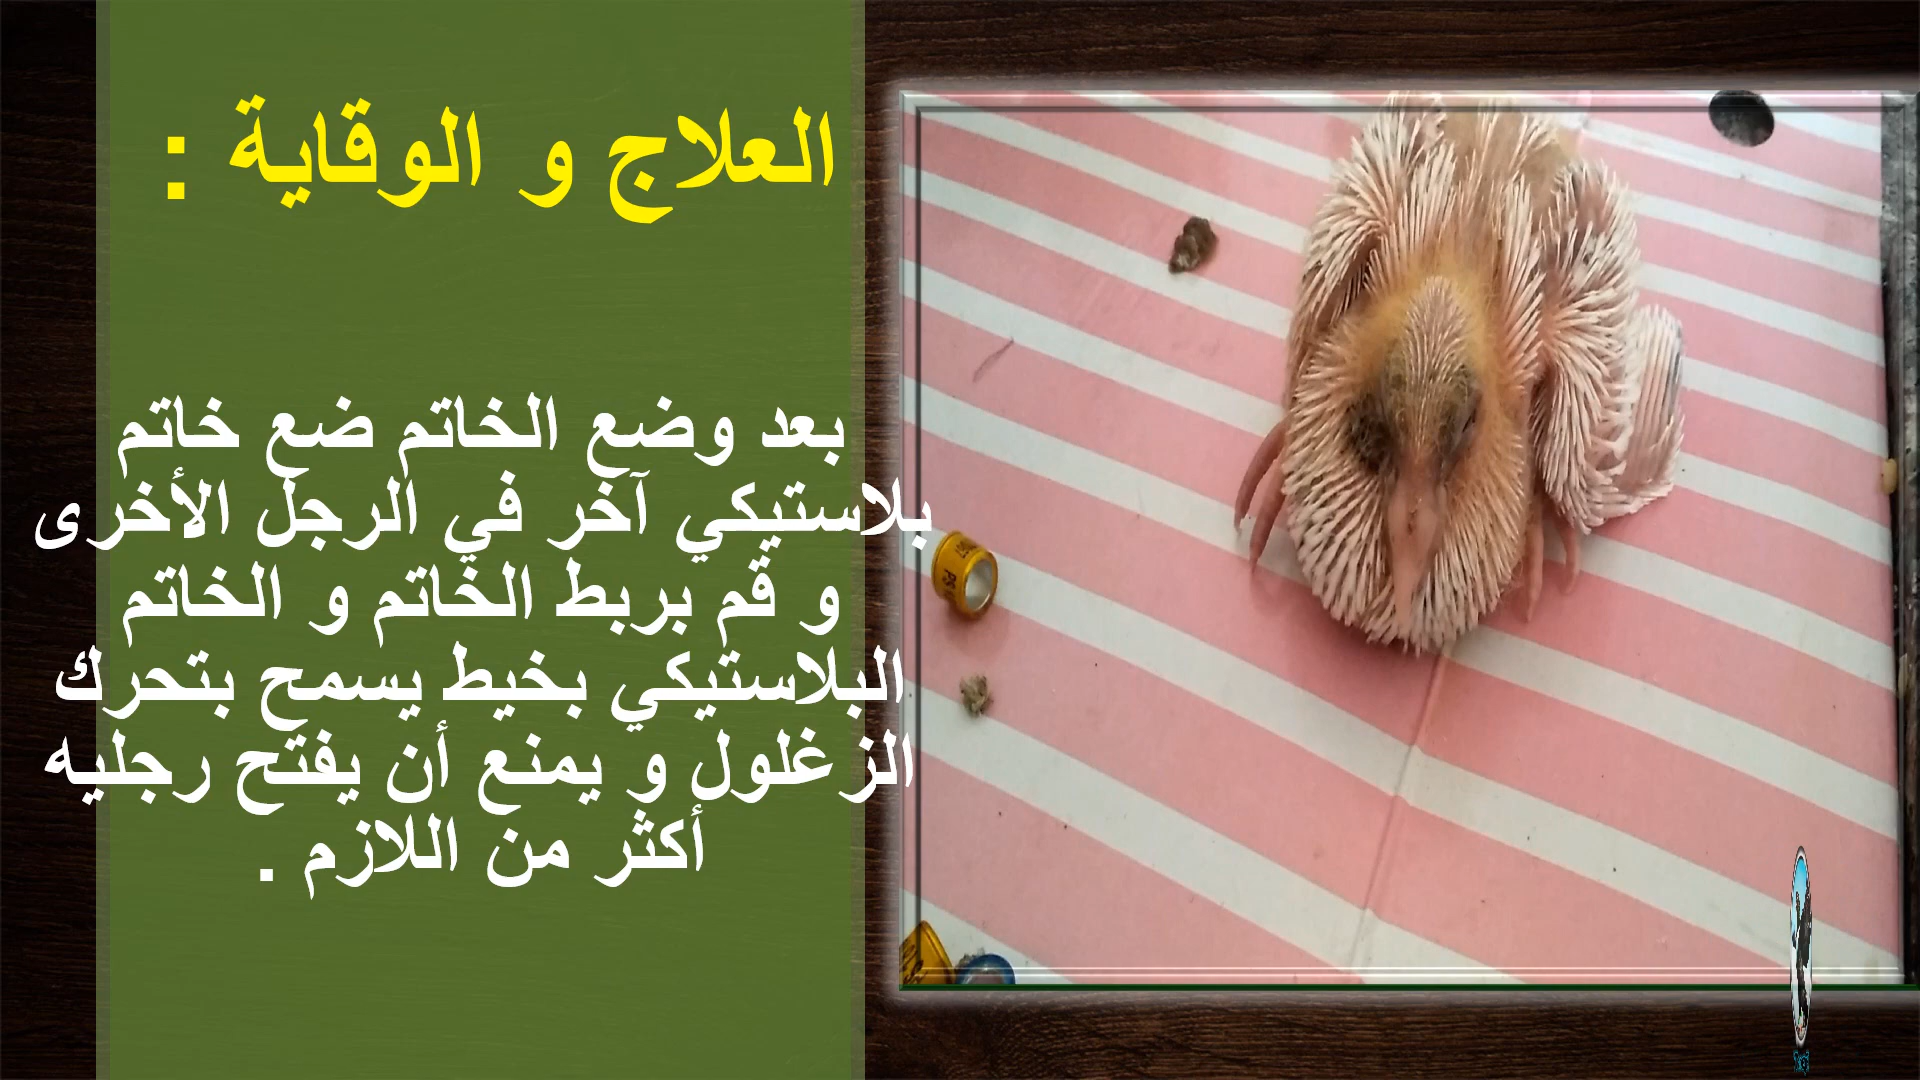 العلاج و الوقاية :
بعد وضع الخاتم ضع خاتم
بلاستيكي آخر في الرجل الأخرى
و قم بربط الخاتم و الخاتم
البلاستيكي بخيط يسمح بتحرك
الزغلول و يمنع أن يفتح رجليه
أكثر من اللازم .